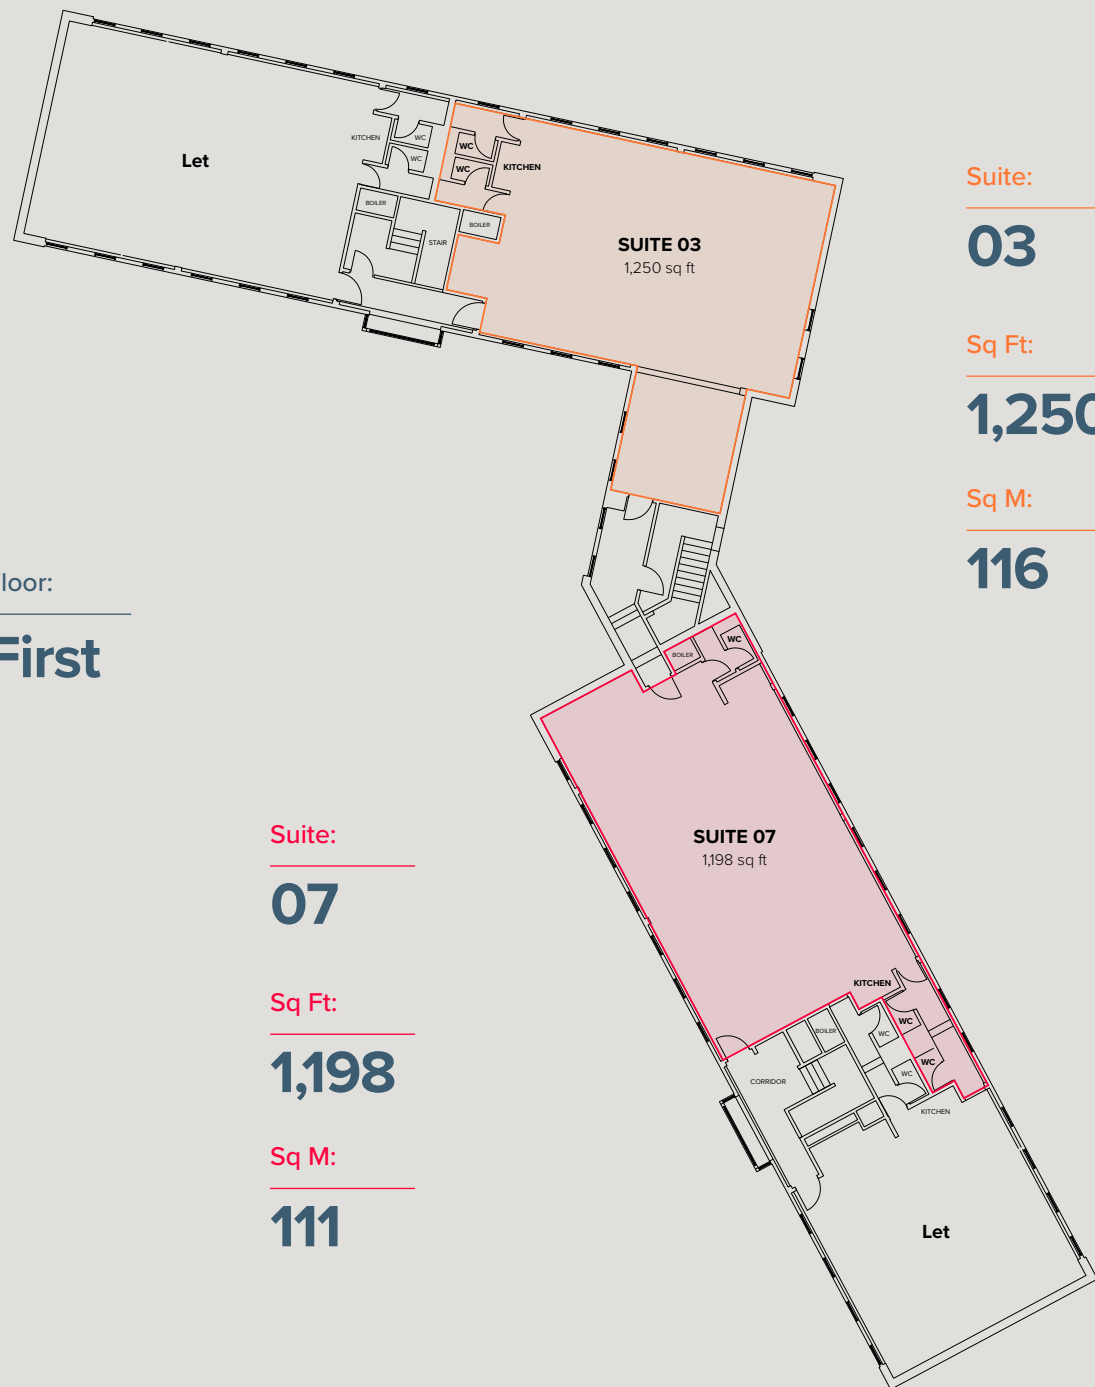 Let
KITCHEN
WC
WC
BOILER
STAIR
BOILER
WC
WC
KITCHEN
SUITE 03
1,250 sq ft
Suite:
03
Sq Ft:
1,250
Sq M:
116
loor:
First
BOILER
WC
SUITE 07
1,198 sq ft
Suite:
07
Sq Ft:
1,198
Sq M:
111
KITCHEN
WC
WC
BOILER
WC
WC
CORRIDOR
KITCHEN
Let